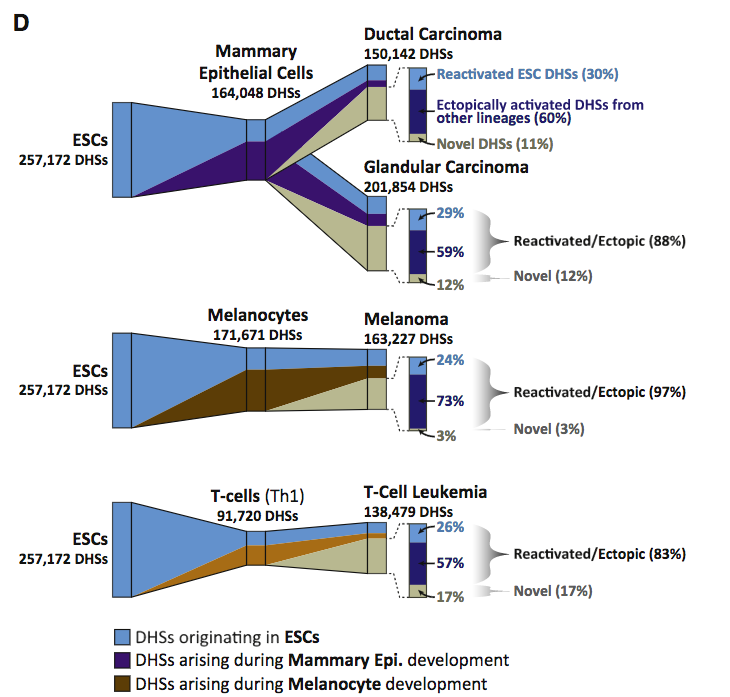 D
Ductal Carcinoma
150,142 DHSs
Mammary
Epithelial Cells
164,048 DHSs
Reactivated ESC DHSs (30%)
Ectopically activated DHSs from
other lineages (60%)
Novel DHSs (11%)
ESCs
257,172 DHSs
Glandular Carcinoma
201,854 DHSs
29%
59%
12%
Reactivated/Ectopic (88%)
Novel (12%)
Melanocytes
171,671 DHSs
Melanoma
163,227 DHSs
ESCs
257,172 DHSs
24%
73%
3%
Reactivated/Ectopic (97%)
Novel (3%)
T-cells (Th1)
91,720 DHSs
T-Cell Leukemia
138,479 DHSs
ESCs
257,172 DHSs
26%
57%
17%
Reactivated/Ectopic (83%)
Novel (17%)
DHSs originating in ESCs
DHSs arising during Mammary Epi. development
DHSs arising during Melanocyte development